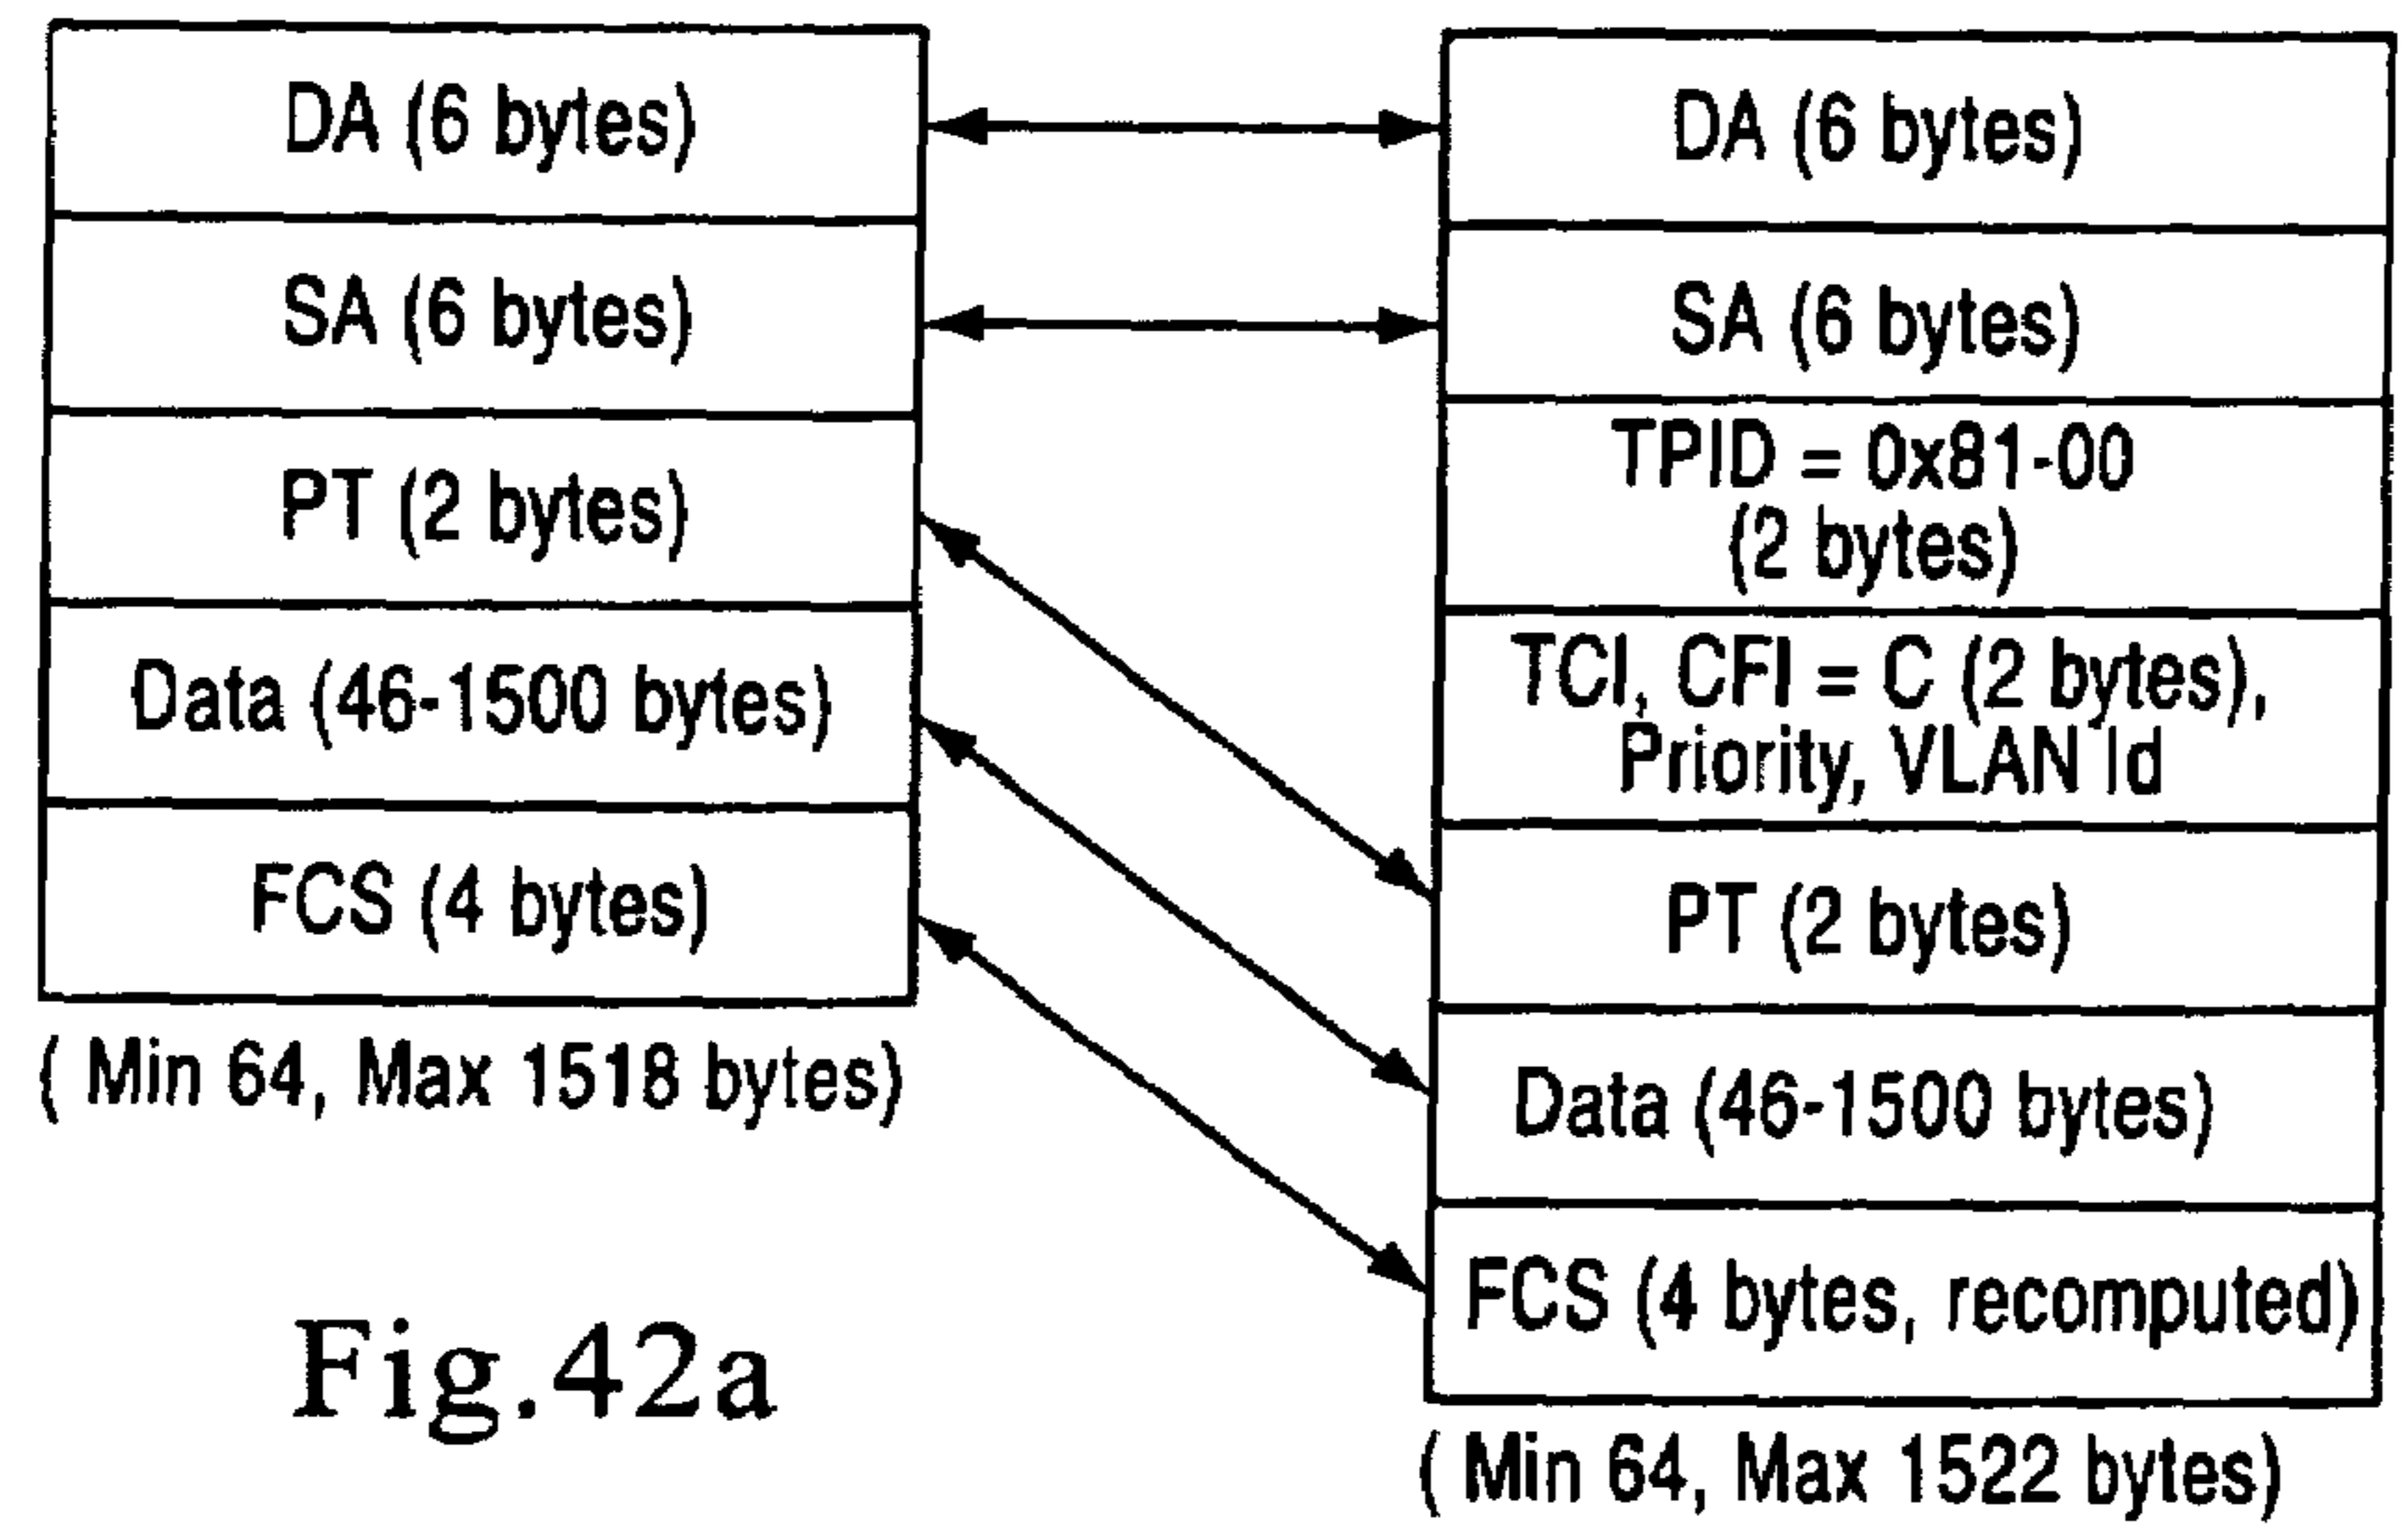 DA (6 bytes)
SA (6 bytes)
PT (2 bytes)
Data (46-1500 bytes)
FCS (4 bytes)
( Min 64, Max 1518 bytes)
DA (6 bytes)
SA (6 bytes)
TPID = 0x81-00
(2 bytes)
TCI, CFI = C (2 bytes),
Priority, VLAN Id
PT (2 bytes)
Data (46-1500 bytes)
FCS (4 bytes, recomputed)
( Min 64, Max 1522 bytes)
Fig.42a